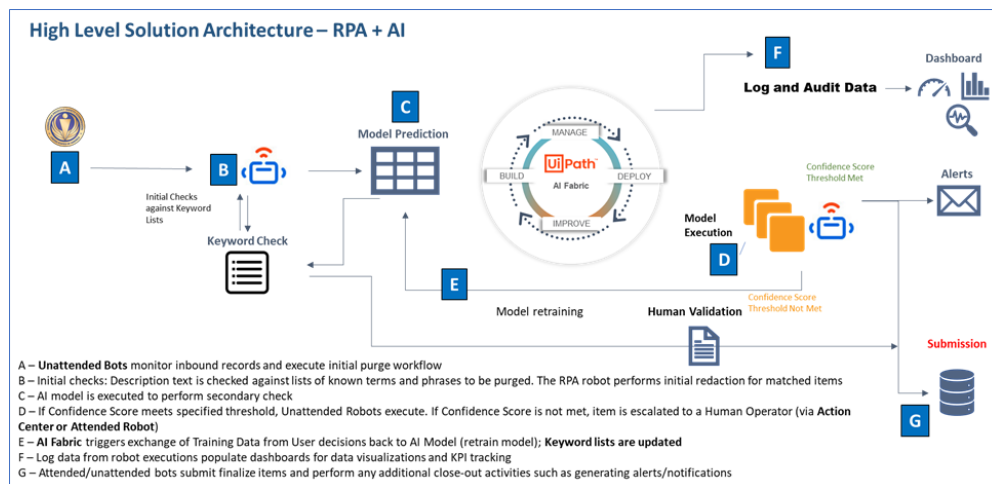 High Level Solution Architecture – RPA + AI
F
Dashboard
Log and Audit Data
C
Model Prediction
MANAGE
UiPath™
AI Fabric
BUILD
DEPLOY
IMPROVE
A
B
Initial Checks
against Keyword
Lists
Keyword Check
Confidence Score
Threshold Met
Alerts
Model
Execution
D
E
Model retraining
Confidence Score
Threshold Not Met
Human Validation
Submission
G
A – Unattended Bots monitor inbound records and execute initial purge workflow
B – Initial checks: Description text is checked against lists of known terms and phrases to be purged. The RPA robot performs initial redaction for matched items
C – AI model is executed to perform secondary check
D – If Confidence Score meets specified threshold, Unattended Robots execute. If Confidence Score is not met, item is escalated to a Human Operator (via Action
Center or Attended Robot)
E – AI Fabric triggers exchange of Training Data from User decisions back to AI Model (retrain model); Keyword lists are updated
F – Log data from robot executions populate dashboards for data visualizations and KPI tracking
G – Attended/unattended bots submit finalize items and perform any additional close-out activities such as generating alerts/notifications